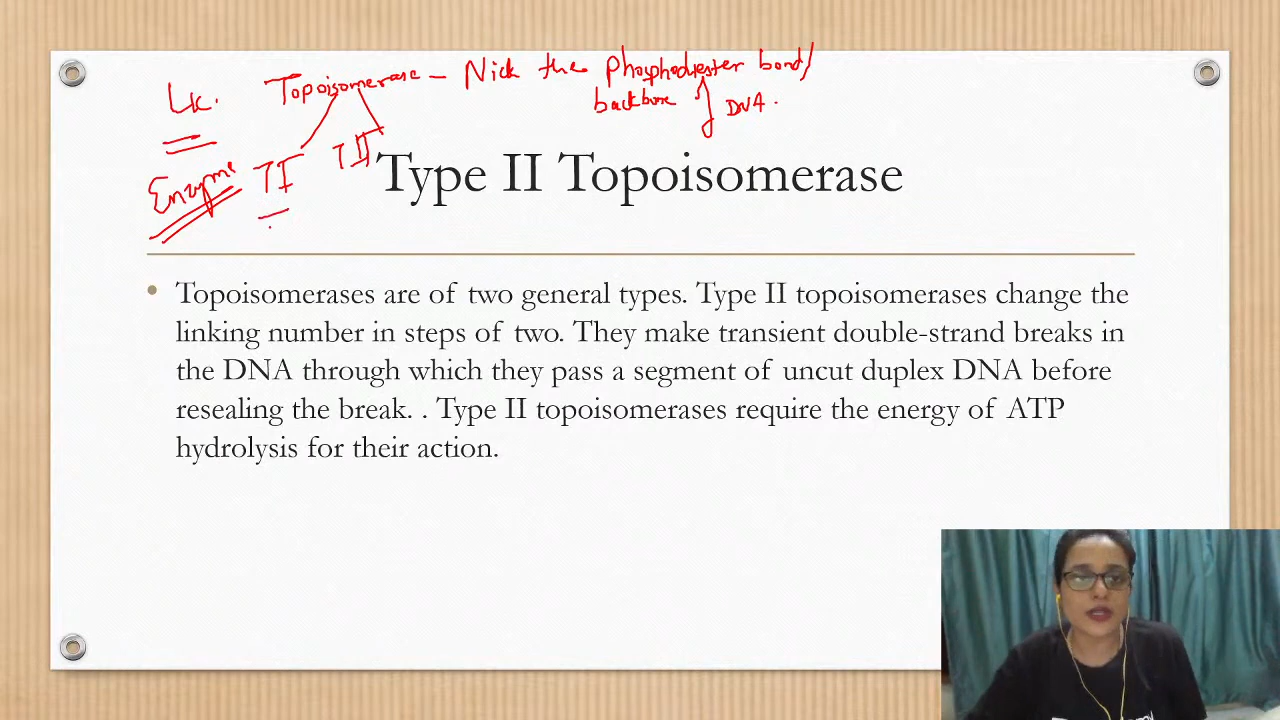 Topoisomerase - Nick the phosphodiester bond/
backbone DNA.
Lk.
Enzyme TI TII
Type II Topoisomerase
• Topoisomerases are of two general types. Type II topoisomerases change the
linking number in steps of two. They make transient double-strand breaks in
the DNA through which they pass a segment of uncut duplex DNA before
resealing the break. . Type II topoisomerases require the energy of ATP
hydrolysis for their action.